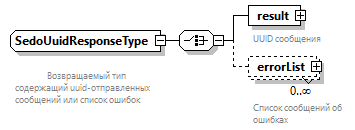 result
UUID сообщения
SedoUuidResponseType
Возвращаемый тип
содержащий uuid-отправленных
сообщений или список ошибок
errorList
0..∞
Список сообщений об
ошибках